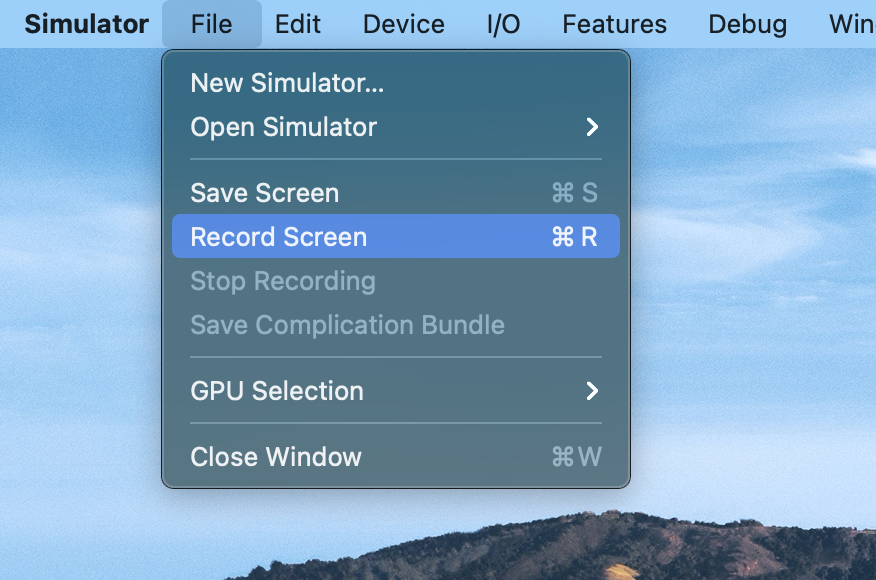 Simulator File Edit Device I/O Features Debug Win
New Simulator...
Open Simulator
Save Screen ⌘ S
Record Screen ⌘ R
Stop Recording
Save Complication Bundle
GPU Selection
Close Window ⌘ W